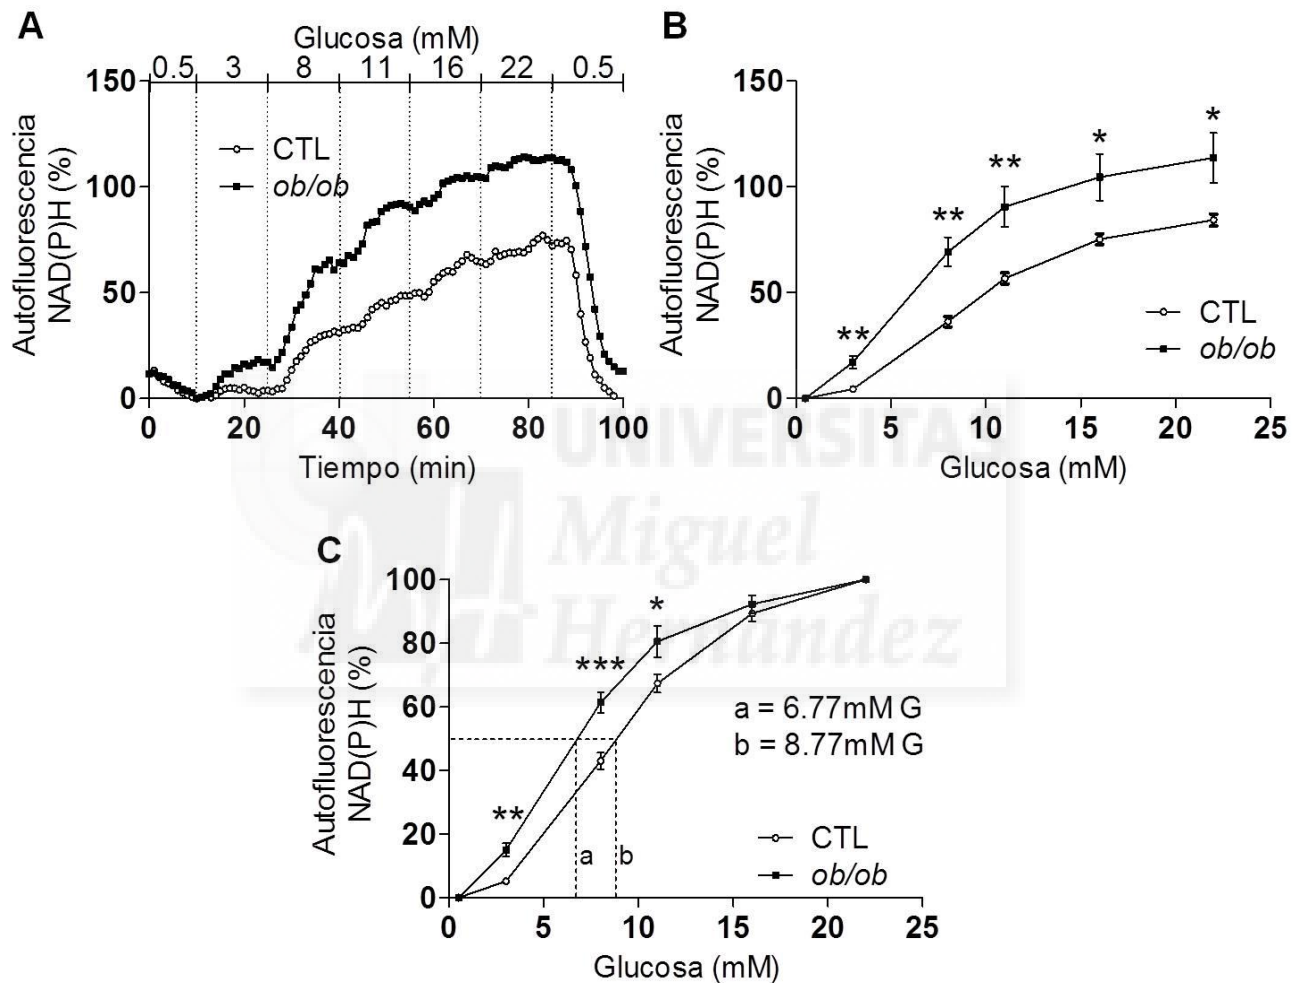 A
Glucosa (mM)
0.5 3 8 11 16 22 0.5
150
100
50
0
Autofluorescencia
NAD(P)H (%)
CTL
ob/ob
0 20 40 60 80 100
Tiempo (min)
B
150
100
50
0
Autofluorescencia
NAD(P)H (%)
** ** ** * *
CTL
ob/ob
0 5 10 15 20 25
Glucosa (mM)
UNIVERSITAS
Miguel
Hernández
C
100
80
60
40
20
0
Autofluorescencia
NAD(P)H (%)
** *** *
a = 6.77mM G
b = 8.77mM G
a b
CTL
ob/ob
0 5 10 15 20 25
Glucosa (mM)